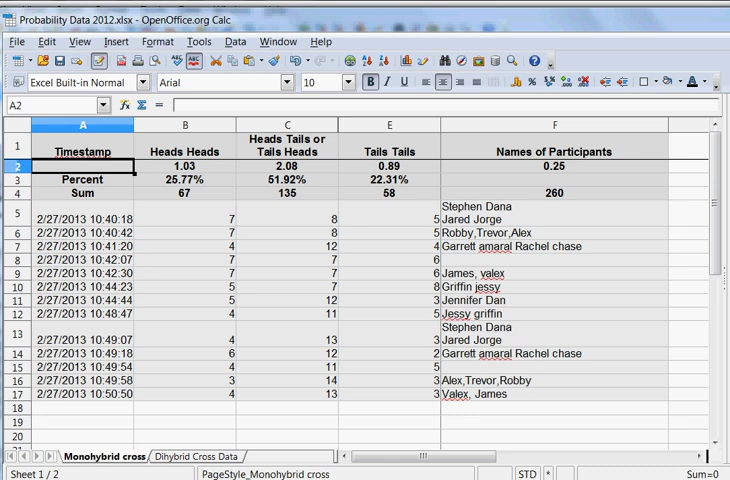 Probability Data 2012.xlsx - OpenOffice.org Calc
File Edit View Insert Format Tools Data Window Help
Excel Built-in Normal Arial 10 B I U
A2
A B C E F
1 Timestamp Heads Heads Heads Tails or Tails Heads Tails Tails Names of Participants
2 1.03 2.08 0.89 0.25
3 Percent 25.77% 51.92% 22.31%
4 Sum 67 135 58 260
5 2/27/2013 10:40:18 7 8 5 Stephen Dana Jared Jorge
6 2/27/2013 10:40:42 7 8 5 Robby,Trevor,Alex
7 2/27/2013 10:41:20 4 12 4 Garrett amaral Rachel chase
8 2/27/2013 10:42:07 7 7 6
9 2/27/2013 10:42:30 7 7 6 James, valex
10 2/27/2013 10:44:23 5 7 8 Griffin jessy
11 2/27/2013 10:44:44 5 12 3 Jennifer Dan
12 2/27/2013 10:48:47 4 11 5 Jessy griffin
13 2/27/2013 10:49:07 4 13 3 Stephen Dana Jared Jorge
14 2/27/2013 10:49:18 6 12 2 Garrett amaral Rachel chase
15 2/27/2013 10:49:54 4 11 5
16 2/27/2013 10:49:58 3 14 3 Alex,Trevor,Robby
17 2/27/2013 10:50:50 4 13 3 Valex, James
18
19
20
Monohybrid cross Dihybrid Cross Data
Sheet 1 / 2 PageStyle_Monohybrid cross STD * Sum=0